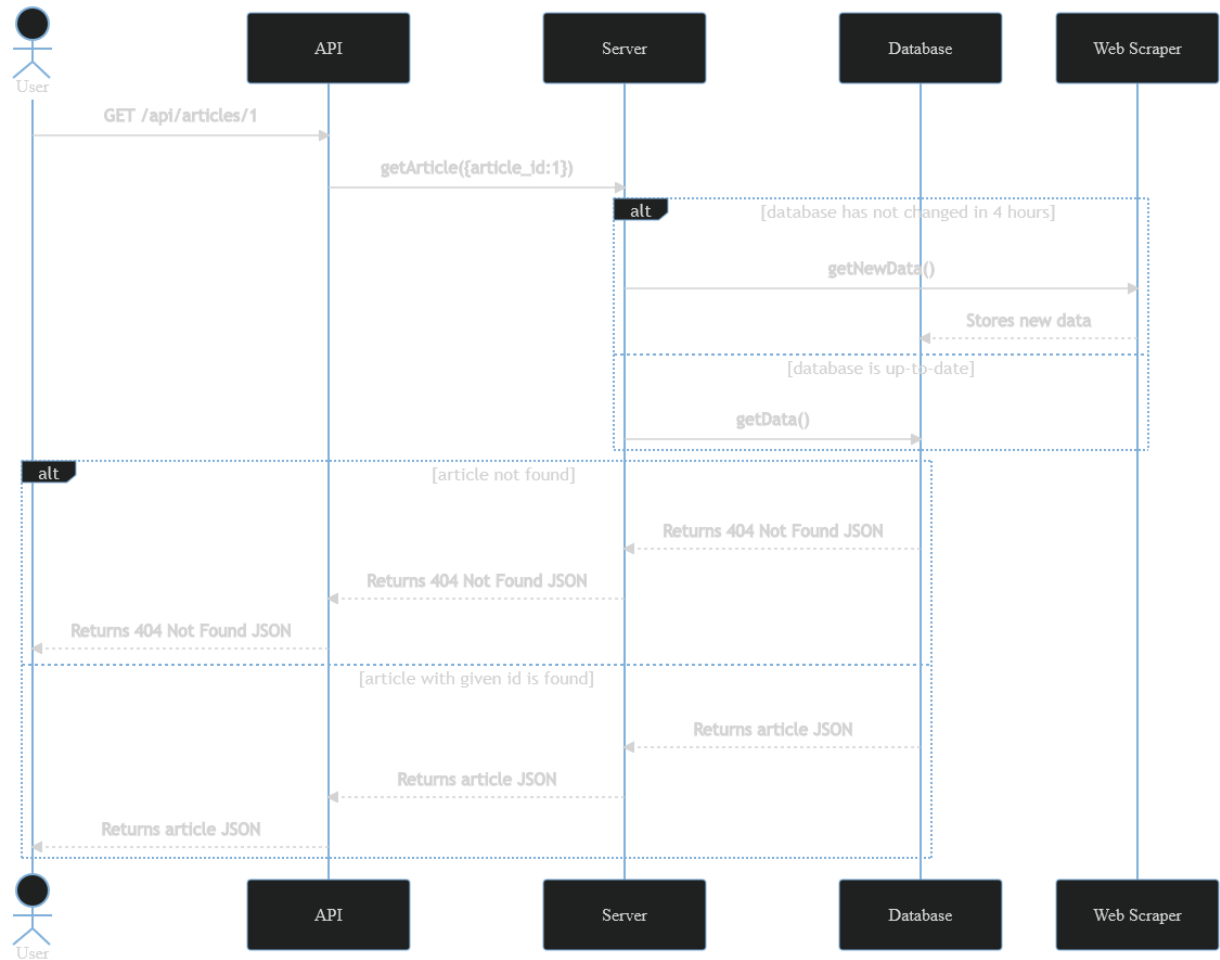 User
API
Server
Database
Web Scraper
GET /api/articles/1
getArticle({article_id:1})
alt
[database has not changed in 4 hours]
getNewData()
Stores new data
[database is up-to-date]
getData()
alt
[article not found]
Returns 404 Not Found JSON
Returns 404 Not Found JSON
Returns 404 Not Found JSON
[article with given id is found]
Returns article JSON
Returns article JSON
Returns article JSON
User
API
Server
Database
Web Scraper